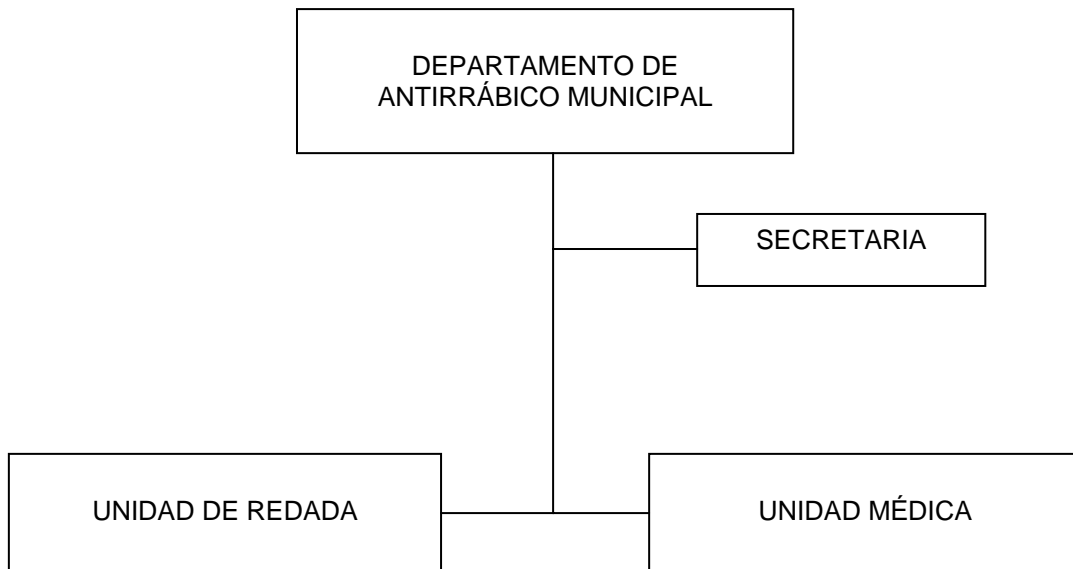 DEPARTAMENTO DE
ANTIRRÁBICO MUNICIPAL
SECRETARIA
UNIDAD DE REDADA
UNIDAD MÉDICA